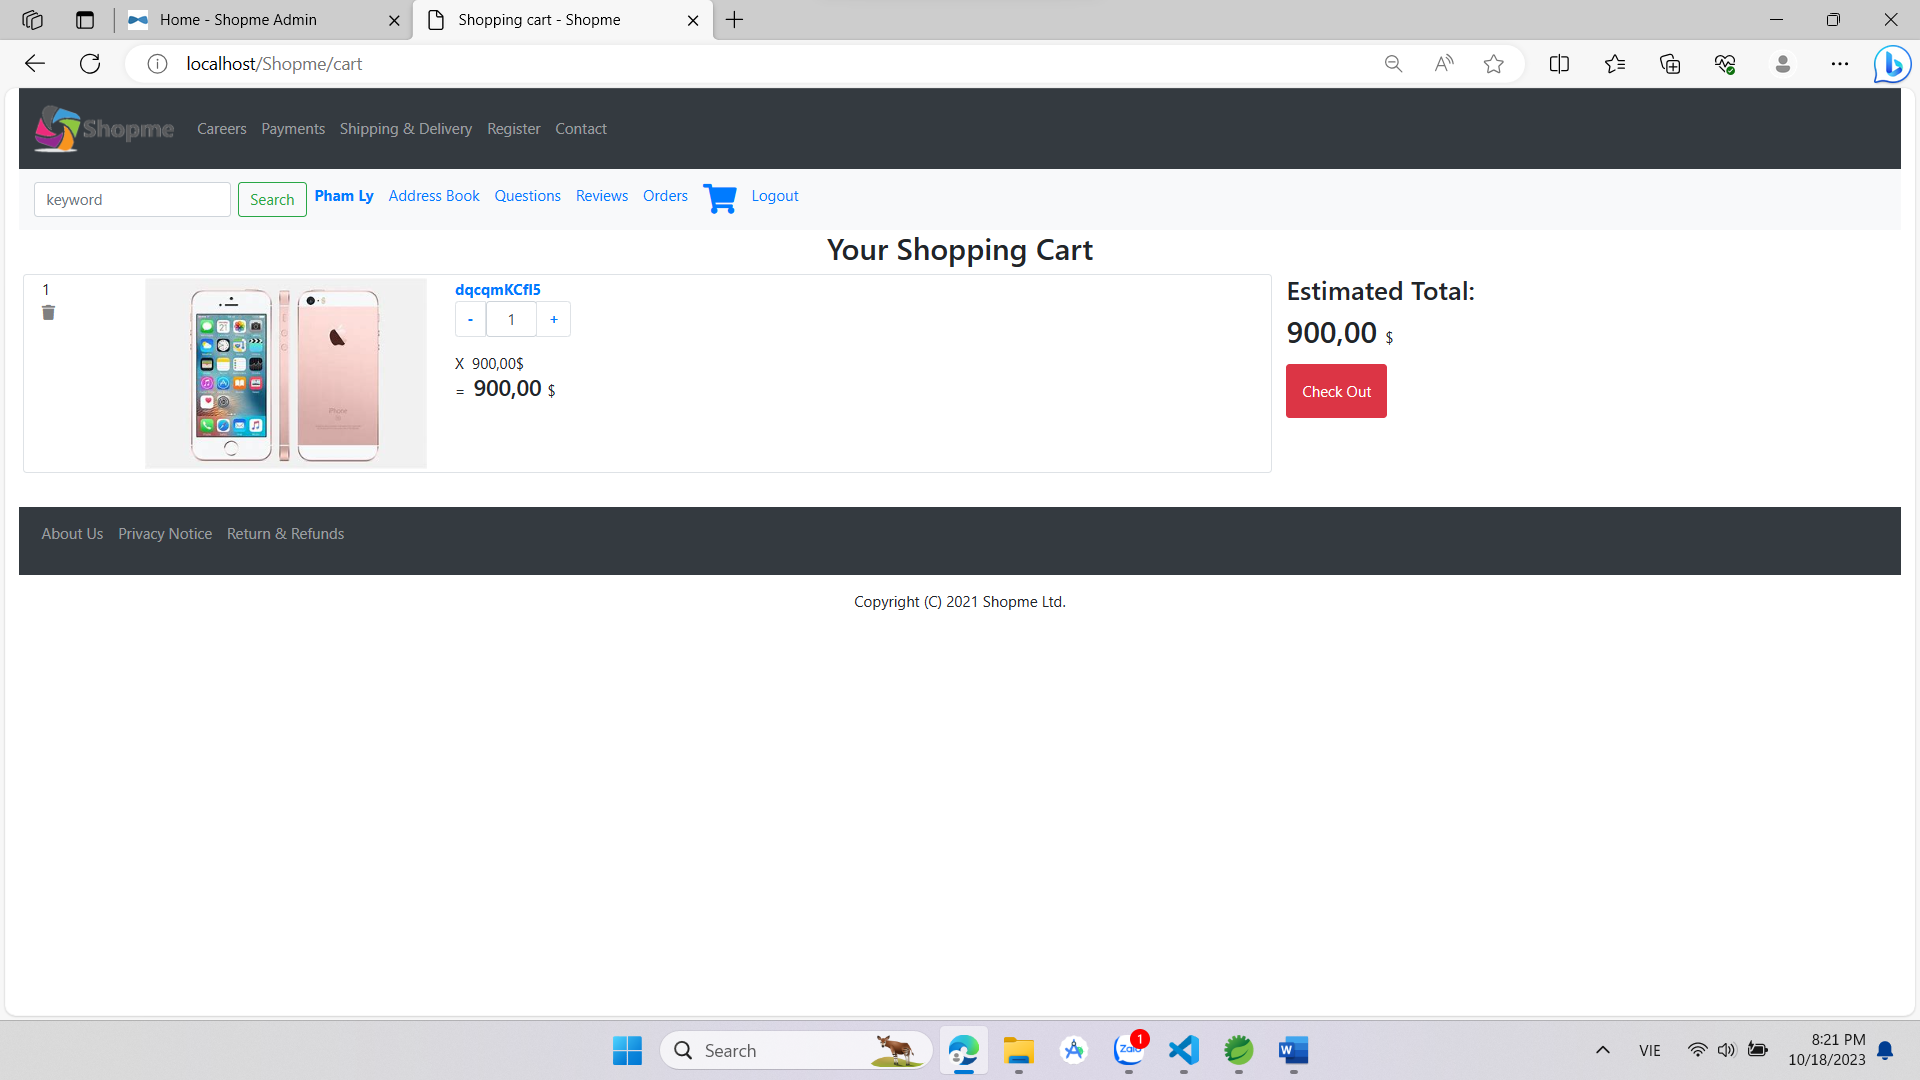 Home - Shopme Admin
Shopping cart - Shopme
localhost/Shopme/cart
Shopme
Careers Payments Shipping & Delivery Register Contact
keyword Search Pham Ly Address Book Questions Reviews Orders Logout
Your Shopping Cart
1
dqcqmKCfI5
- 1 +
X 900,00$
= 900,00 $
Estimated Total:
900,00 $
Check Out
About Us Privacy Notice Return & Refunds
Copyright (C) 2021 Shopme Ltd.
Search
Zalo
1
VIE
8:21 PM
10/18/2023